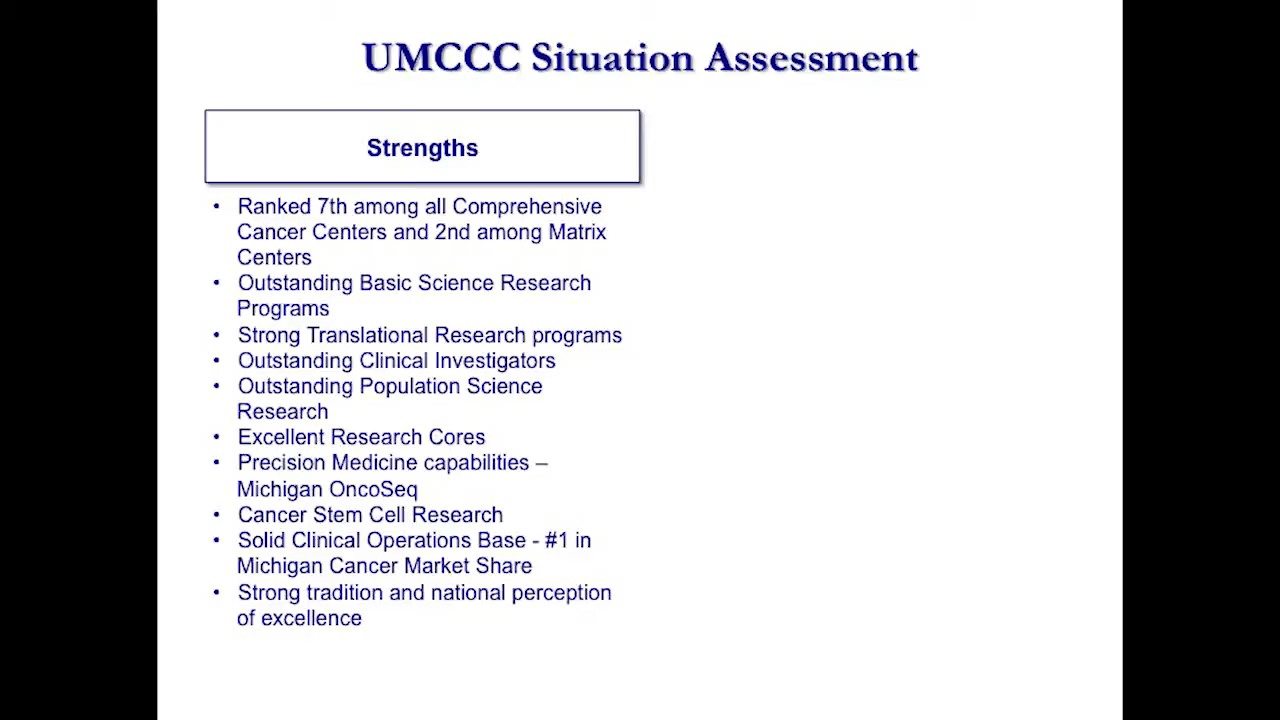 UMCCC Situation Assessment
Strengths
• Ranked 7th among all Comprehensive
Cancer Centers and 2nd among Matrix
Centers
• Outstanding Basic Science Research
Programs
• Strong Translational Research programs
• Outstanding Clinical Investigators
• Outstanding Population Science
Research
• Excellent Research Cores
• Precision Medicine capabilities –
Michigan OncoSeq
• Cancer Stem Cell Research
• Solid Clinical Operations Base - #1 in
Michigan Cancer Market Share
• Strong tradition and national perception
of excellence